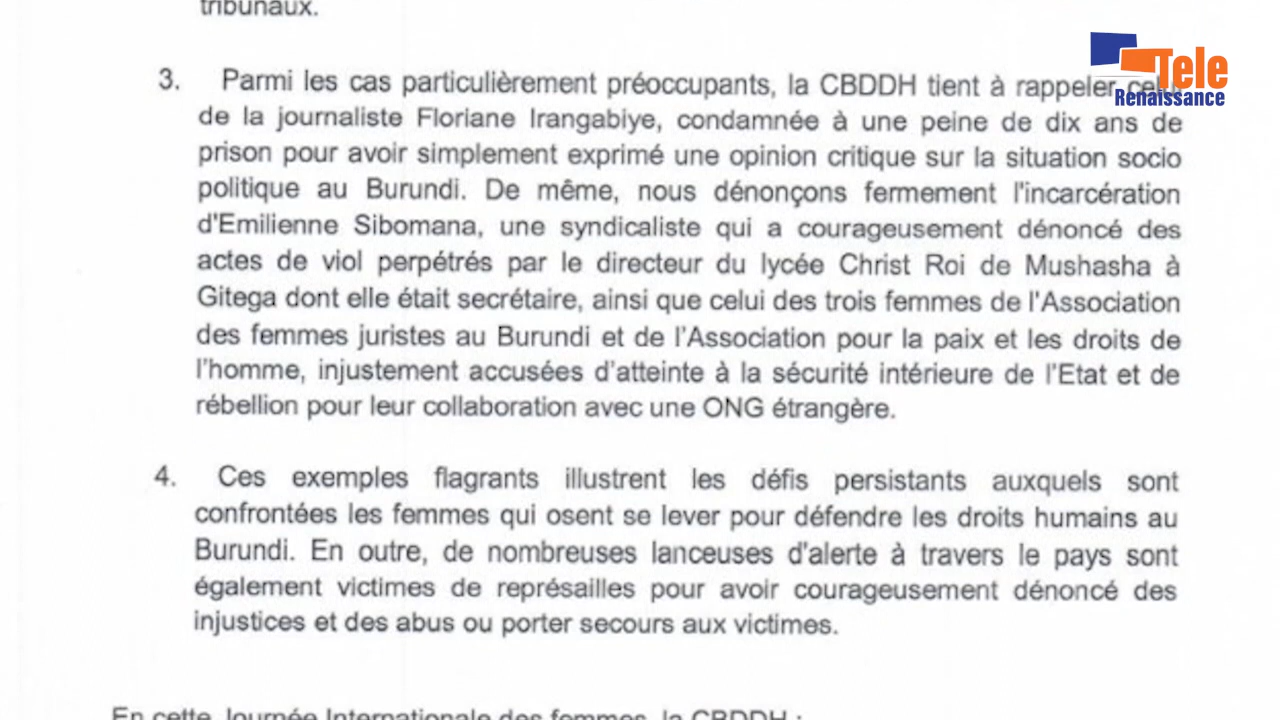 tribunaux.
Tele
Renaissance
3. Parmi les cas particulièrement préoccupants, la CBDDH tient à rappeler celui
de la journaliste Floriane Irangabiye, condamnée à une peine de dix ans de
prison pour avoir simplement exprimé une opinion critique sur la situation socio
politique au Burundi. De même, nous dénonçons fermement l'incarcération
d'Emilienne Sibomana, une syndicaliste qui a courageusement dénoncé des
actes de viol perpétrés par le directeur du lycée Christ Roi de Mushasha à
Gitega dont elle était secrétaire, ainsi que celui des trois femmes de l'Association
des femmes juristes au Burundi et de l'Association pour la paix et les droits de
l'homme, injustement accusées d'atteinte à la sécurité intérieure de l'Etat et de
rébellion pour leur collaboration avec une ONG étrangère.
4. Ces exemples flagrants illustrent les défis persistants auxquels sont
confrontées les femmes qui osent se lever pour défendre les droits humains au
Burundi. En outre, de nombreuses lanceuses d'alerte à travers le pays sont
également victimes de représailles pour avoir courageusement dénoncé des
injustices et des abus ou porter secours aux victimes.
En cette Journée Internationale des femmes, la CBDDH :